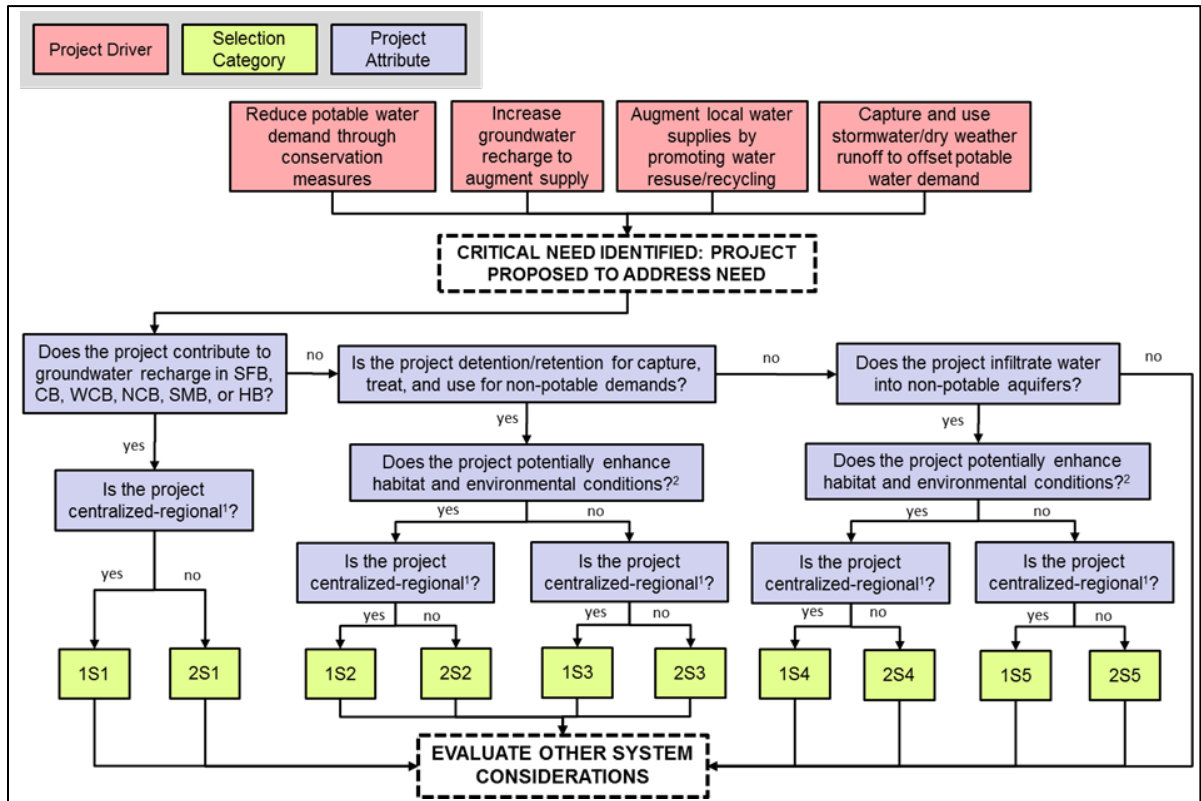 Project Driver
Selection
Category
Project
Attribute
Reduce potable water
demand through
conservation
measures
Increase
groundwater
recharge to
augment supply
Augment local water
supplies by
promoting water
resuse/recycling
Capture and use
stormwater/dry weather
runoff to offset potable
water demand
CRITICAL NEED IDENTIFIED: PROJECT
PROPOSED TO ADDRESS NEED
Does the project contribute to
groundwater recharge in SFB,
CB, WCB, NCB, SMB, or HB?
no
Is the project detention/retention for capture,
treat, and use for non-potable demands?
no
Does the project infiltrate water
into non-potable aquifers?
no
yes
yes
yes
Is the project
centralized-regional¹?
Does the project potentially enhance
habitat and environmental conditions?²
Does the project potentially enhance
habitat and environmental conditions?²
yes
no
yes
no
Is the project
centralized-regional¹?
Is the project
centralized-regional¹?
Is the project
centralized-regional¹?
Is the project
centralized-regional¹?
yes
no
yes
no
yes
no
yes
no
yes
no
1S1
2S1
1S2
2S2
1S3
2S3
1S4
2S4
1S5
2S5
EVALUATE OTHER SYSTEM
CONSIDERATIONS